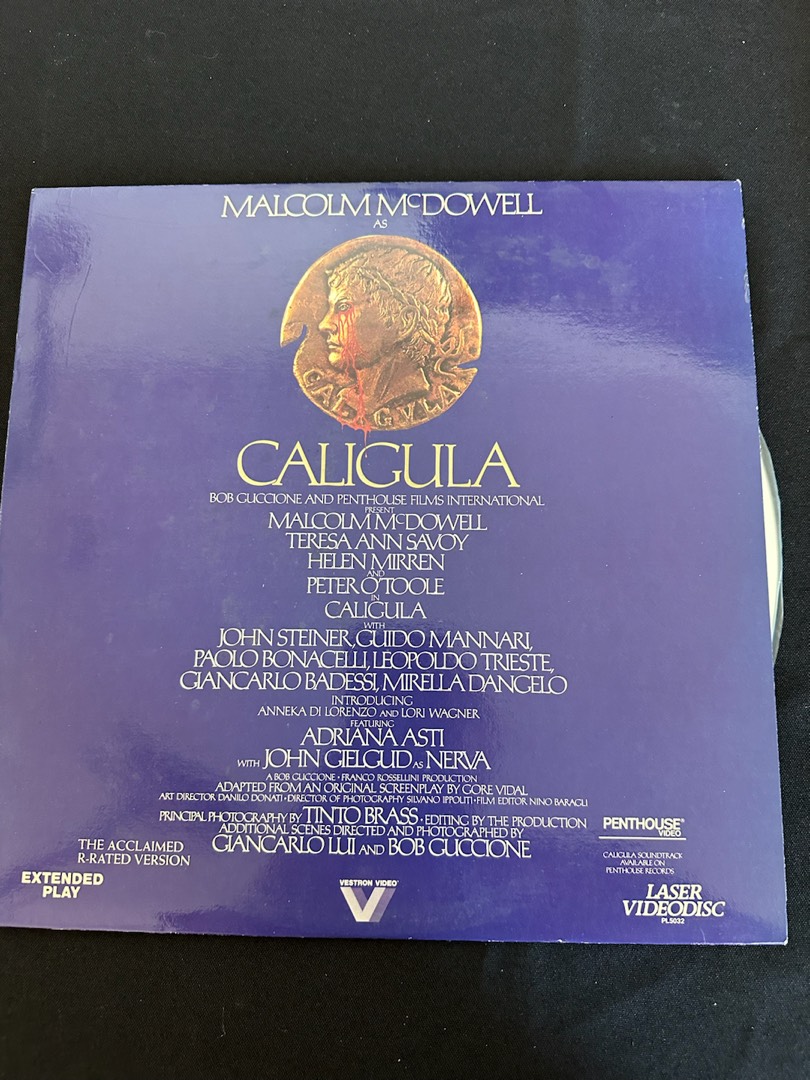 MALCOLM McDOWELL
AS
CALIGVLA
CALIGULA
BOB GUCCIONE AND PENTHOUSE FILMS INTERNATIONAL
PRESENT
MALCOLM McDOWELL
TERESA ANN SAVOY
HELEN MIRREN
AND
PETER O'TOOLE
IN
CALIGULA
WITH
JOHN STEINER, GUIDO MANNARI,
PAOLO BONACELLI, LEOPOLDO TRIESTE,
GIANCARLO BADESSI, MIRELLA DANGELO
INTRODUCING
ANNEKA DI LORENZO AND LORI WAGNER
FEATURING
ADRIANA ASTI
WITH JOHN GIELGUD AS NERVA
A BOB GUCCIONE · FRANCO ROSSELLINI PRODUCTION
ADAPTED FROM AN ORIGINAL SCREENPLAY BY GORE VIDAL
ART DIRECTOR DANILO DONATI · DIRECTOR OF PHOTOGRAPHY SILVANO IPPOLITI · FILM EDITOR NINO BARAGLI
PRINCIPAL PHOTOGRAPHY BY TINTO BRASS · EDITING BY THE PRODUCTION
ADDITIONAL SCENES DIRECTED AND PHOTOGRAPHED BY
GIANCARLO LUI AND BOB GUCCIONE
THE ACCLAIMED
R-RATED VERSION
EXTENDED
PLAY
VESTRON VIDEO
PENTHOUSE
VIDEO
CALIGULA SOUNDTRACK
AVAILABLE ON
PENTHOUSE RECORDS
LASER
VIDEODISC
PL5032